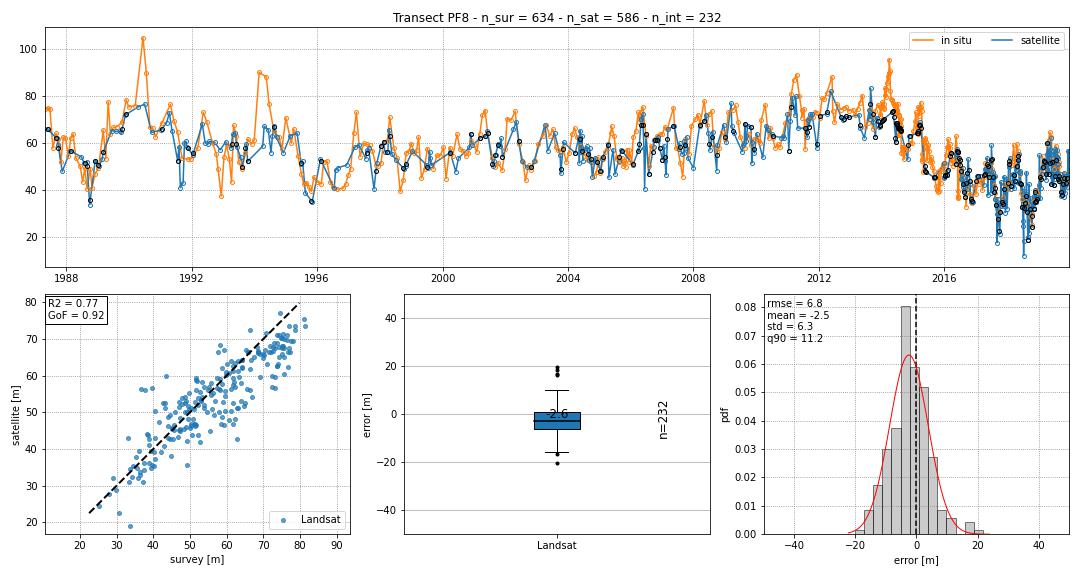 Transect PF8 - n_sur = 634 - n_sat = 586 - n_int = 232
in situ
satellite
100
80
60
40
20
1988
1992
1996
2000
2004
2008
2012
2016
R2 = 0.77
GoF = 0.92
80
70
60
50
40
30
20
satellite [m]
Landsat
20
30
40
50
60
70
80
90
survey [m]
40
20
0
−20
−40
error [m]
-2.6
n=232
Landsat
rmse = 6.8
mean = -2.5
std = 6.3
q90 = 11.2
0.08
0.07
0.06
0.05
0.04
0.03
0.02
0.01
0.00
pdf
−40
−20
0
20
40
error [m]